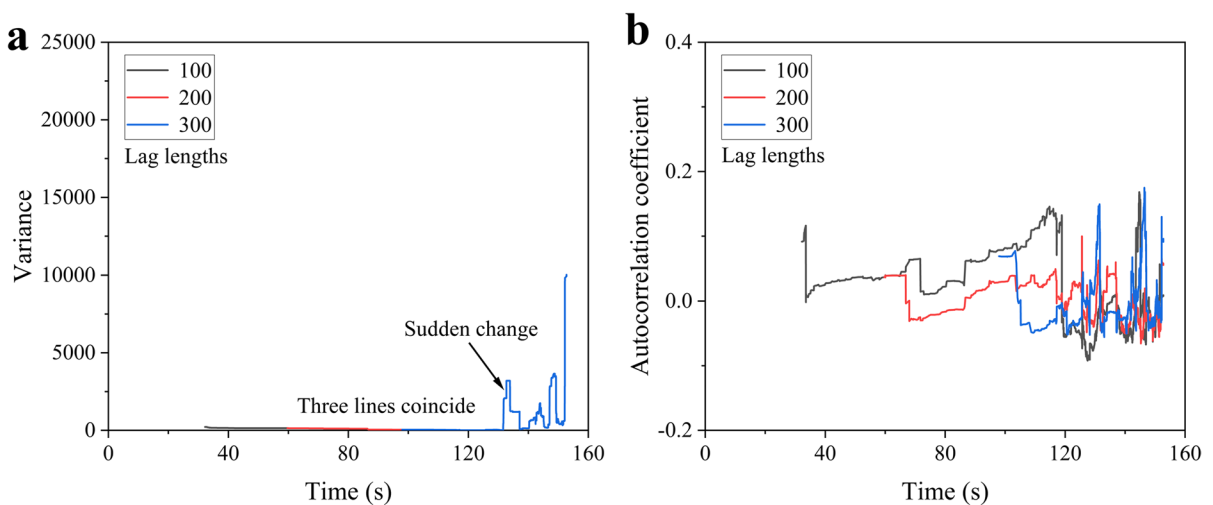 a
25000
20000
15000
10000
5000
0
Variance
100
200
300
Lag lengths
Sudden change
Three lines coincide
0
40
80
120
160
Time (s)
b
0.4
0.2
0.0
-0.2
Autocorrelation coefficient
100
200
300
Lag lengths
0
40
80
120
160
Time (s)